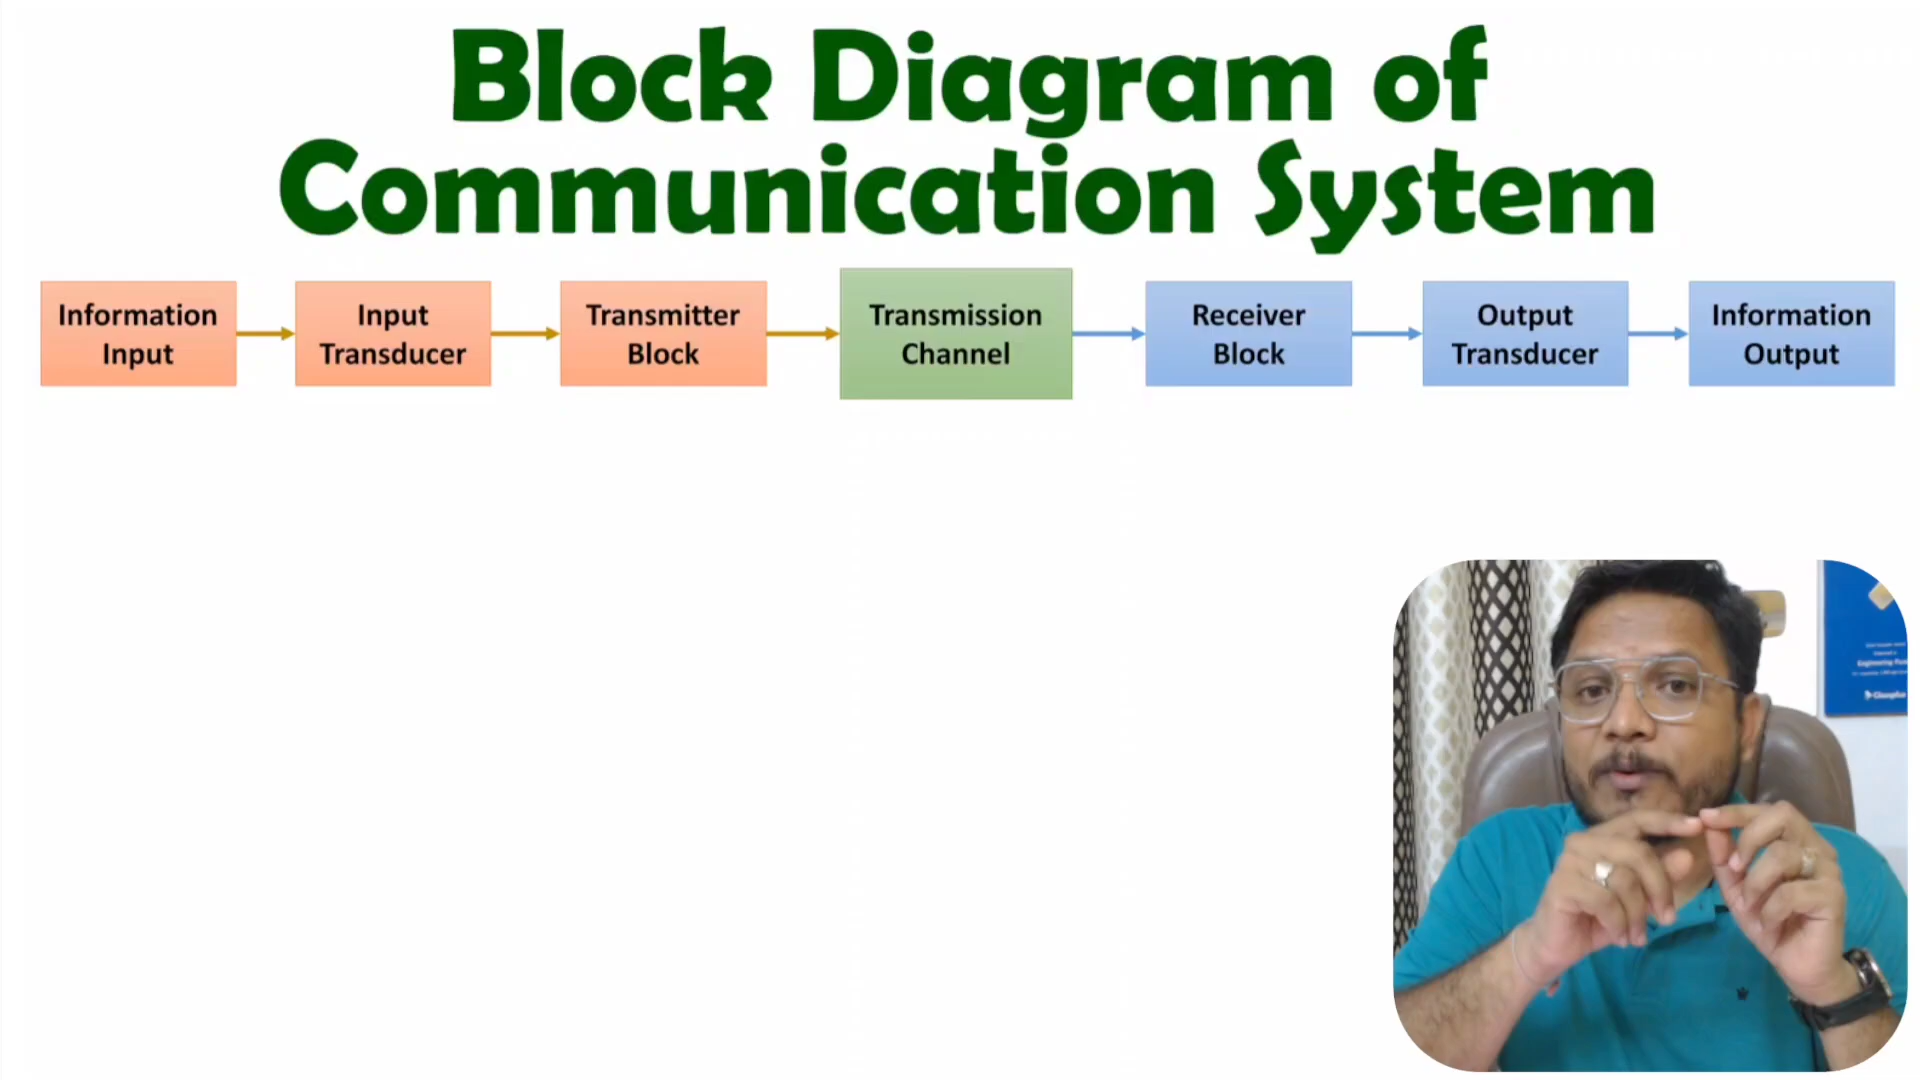 Block Diagram of
Communication System
Information
Input
Input
Transducer
Transmitter
Block
Transmission
Channel
Receiver
Block
Output
Transducer
Information
Output